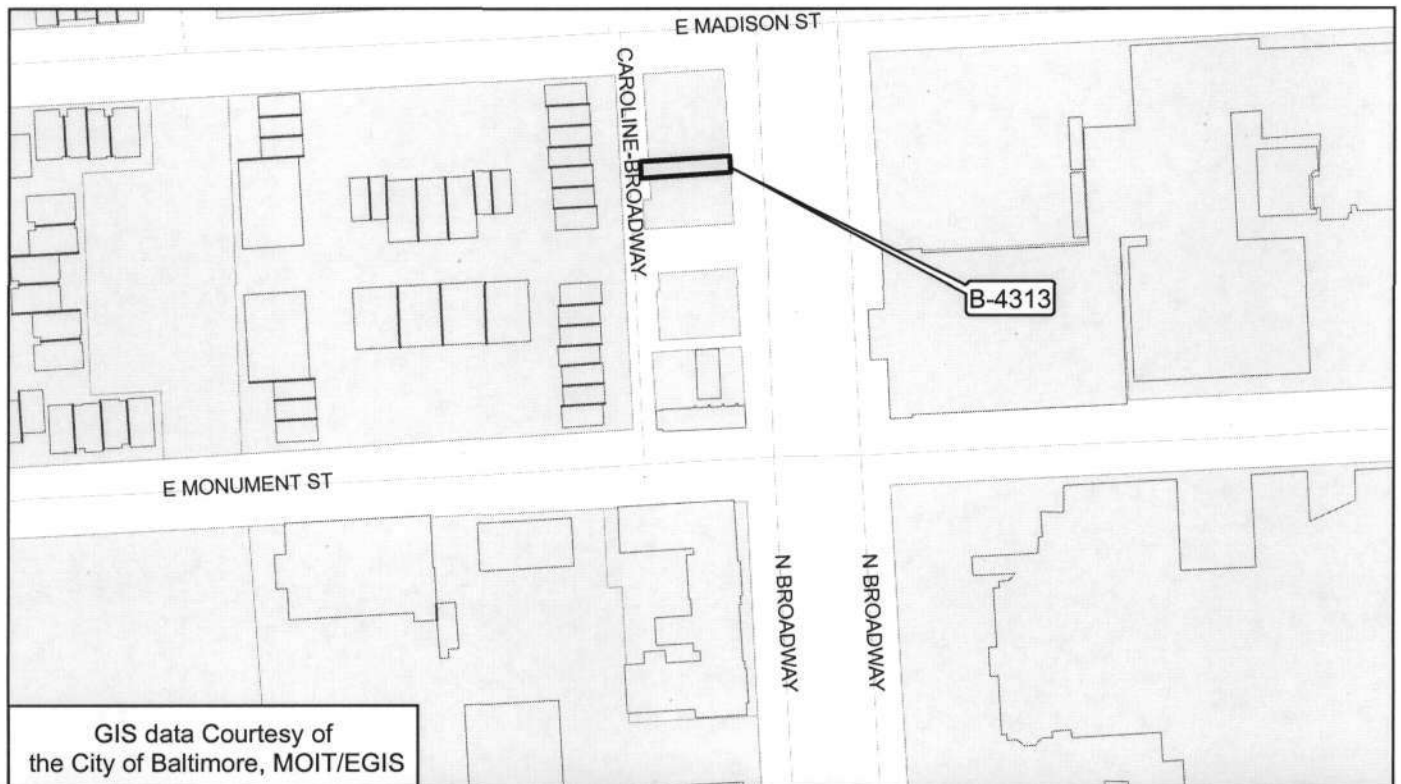 E MADISON ST
CAROLINE-BROADWAY
B-4313
E MONUMENT ST
N BROADWAY
N BROADWAY
GIS data Courtesy of
the City of Baltimore, MOIT/EGIS